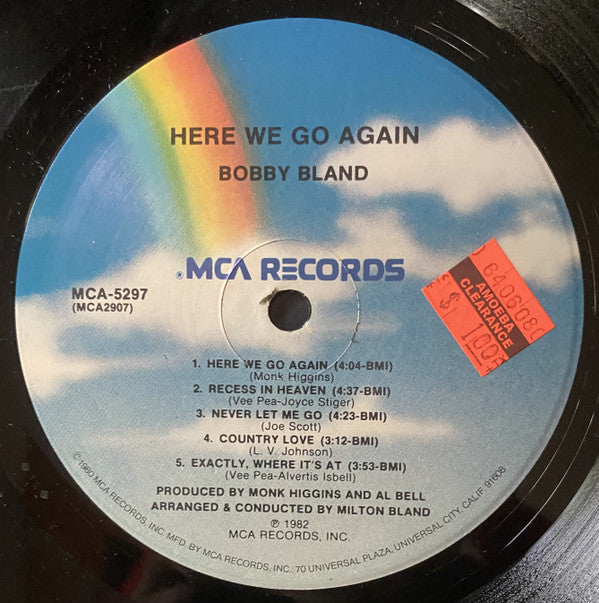 HERE WE GO AGAIN
BOBBY BLAND
®MCA RECORDS
MCA-5297
(MCA2907)
AMOEBA
CLEARANCE
1. HERE WE GO AGAIN (4:04-BMI)
(Monk Higgins)
2. RECESS IN HEAVEN (4:37-BMI)
(Vee Pea-Joyce Stiger)
3. NEVER LET ME GO (4:23-BMI)
(Joe Scott)
4. COUNTRY LOVE (3:12-BMI)
(L. V. Johnson)
5. EXACTLY, WHERE IT'S AT (3:53-BMI)
(Vee Pea-Alvertis Isbell)
PRODUCED BY MONK HIGGINS AND AL BELL
ARRANGED & CONDUCTED BY MILTON BLAND
℗ 1982
MCA RECORDS, INC.
©1980 MCA RECORDS, INC. MFD. BY MCA RECORDS, INC., 70 UNIVERSAL PLAZA, UNIVERSAL CITY, CALIF. 91608